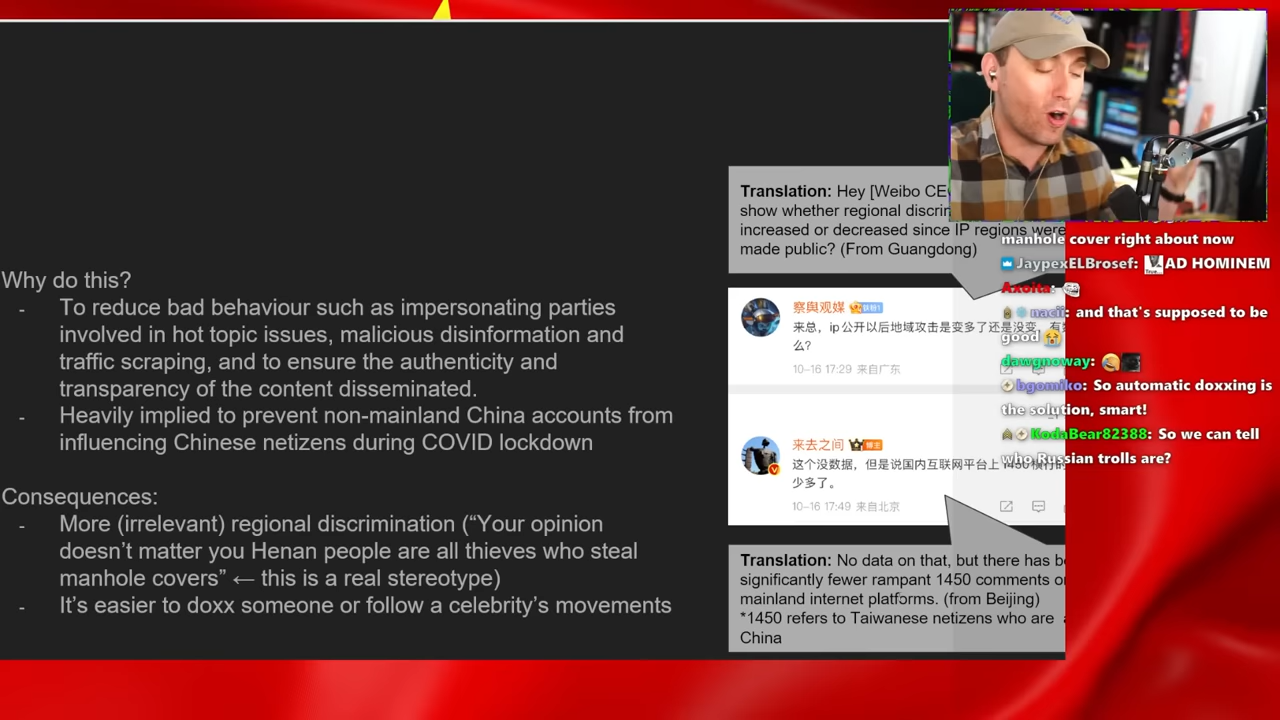 Why do this?
- To reduce bad behaviour such as impersonating parties
involved in hot topic issues, malicious disinformation and
traffic scraping, and to ensure the authenticity and
transparency of the content disseminated.
- Heavily implied to prevent non-mainland China accounts from
influencing Chinese netizens during COVID lockdown
Consequences:
- More (irrelevant) regional discrimination (“Your opinion
doesn’t matter you Henan people are all thieves who steal
manhole covers” ← this is a real stereotype)
- It’s easier to doxx someone or follow a celebrity’s movements
Translation: Hey [Weibo CE
show whether regional discrim
increased or decreased since IP regions were
made public? (From Guangdong)
察舆观媒
来总，ip公开以后地域攻击是变多了还是没变，有
么？
10-16 17:29 来自广东
来去之间
这个没数据，但是说国内互联网平台上1450横行的
少多了。
10-16 17:49 来自北京
Translation: No data on that, but there has be
significantly fewer rampant 1450 comments on
mainland internet platforms. (from Beijing)
*1450 refers to Taiwanese netizens who are
China
manhole cover right about now
JaypexELBrosef: AD HOMINEM
Axoita:
nacii: and that's supposed to be
good
dawgnoway:
bgomiko: So automatic doxxing is
the solution, smart!
KodaBear82388: So we can tell
who Russian trolls are?